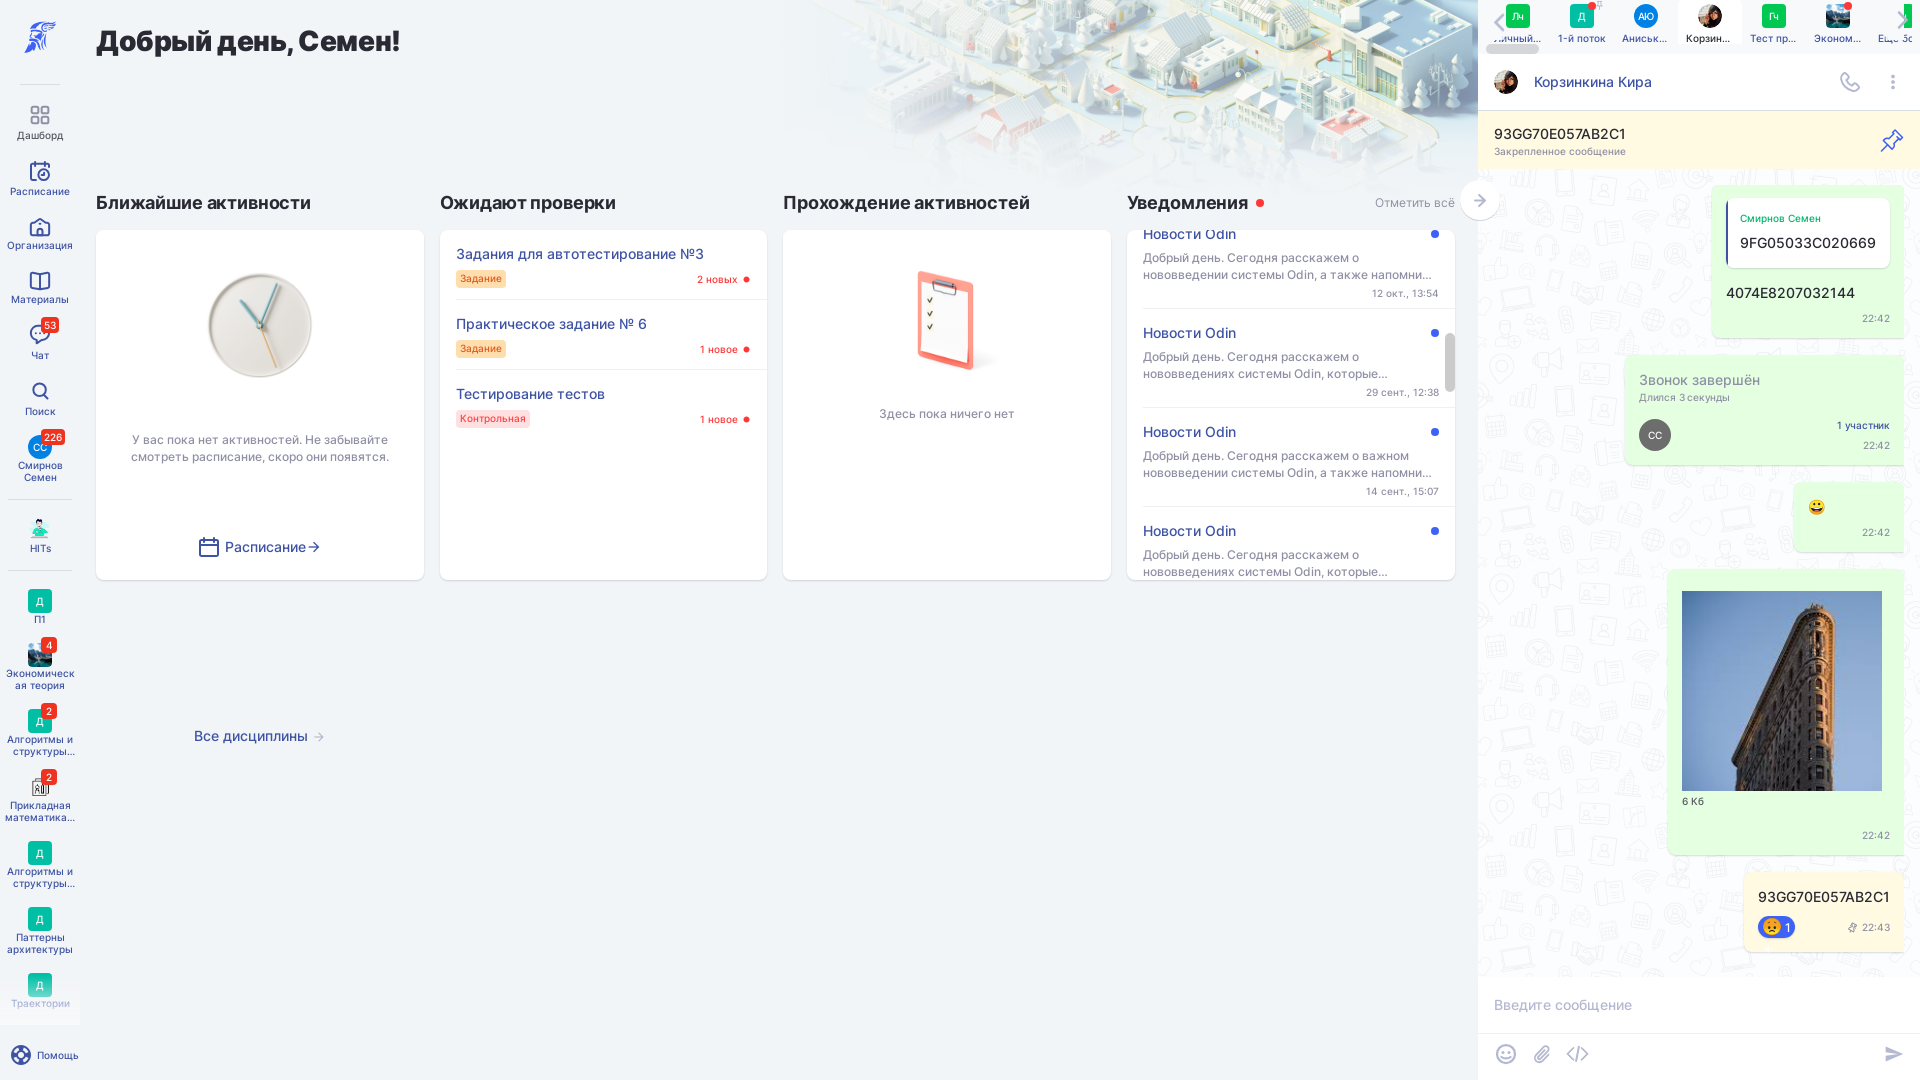 Добрый день, Семен!
Дашборд
Расписание
Организация
Материалы
53
Чат
Поиск
СС
226
Смирнов
Семен
HITs
Д
П1
4
Экономическ
ая теория
Д
2
Алгоритмы и
структуры...
2
Прикладная
математика...
Д
Алгоритмы и
структуры...
Д
Паттерны
архитектуры
Д
Траектории
Помощь
Ближайшие активности
У вас пока нет активностей. Не забывайте
смотреть расписание, скоро они появятся.
Расписание
Все дисциплины
Ожидают проверки
Задания для автотестирование №3
Задание
2 новых
Практическое задание № 6
Задание
1 новое
Тестирование тестов
Контрольная
1 новое
Прохождение активностей
Здесь пока ничего нет
Уведомления
Отметить всё
Новости Odin
Добрый день. Сегодня расскажем о
нововведении системы Odin, а также напомни...
12 окт., 13:54
Новости Odin
Добрый день. Сегодня расскажем о
нововведениях системы Odin, которые...
29 сент., 12:38
Новости Odin
Добрый день. Сегодня расскажем о важном
нововведении системы Odin, а также напомни...
14 сент., 15:07
Новости Odin
Добрый день. Сегодня расскажем о
нововведениях системы Odin, которые...
Лч
Личный...
Д
1-й поток
АЮ
Аниськ...
Корзин...
Гч
Тест пр...
Эконом...
Корзинкина Кира
93GG70E057AB2C1
Закрепленное сообщение
Смирнов Семен
9FG05033C020669
4074E8207032144
22:42
Звонок завершён
Длился 3 секунды
СС
1 участник
22:42
22:42
6 Кб
22:42
93GG70E057AB2C1
1
22:43
Введите сообщение